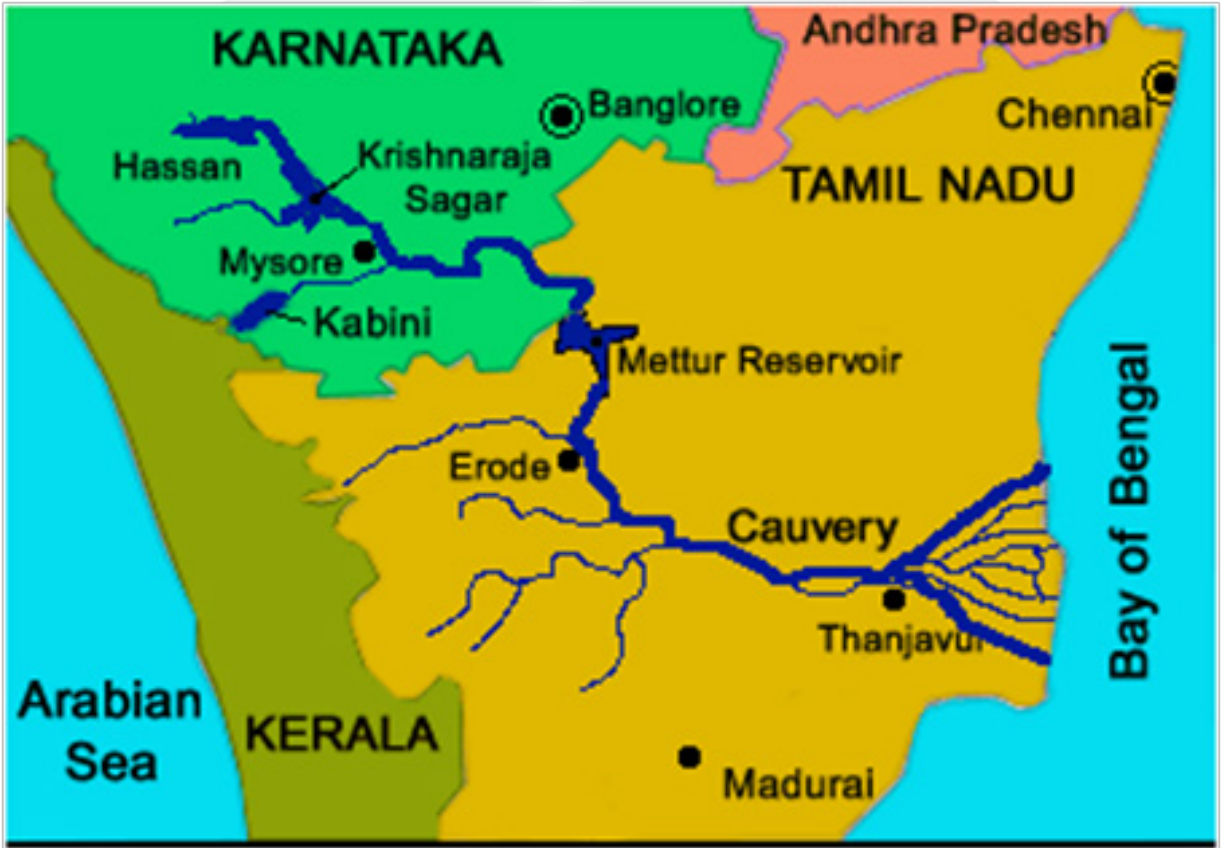 KARNATAKA
Andhra Pradesh
Banglore
Chennai
Hassan
Krishnaraja
Sagar
TAMIL NADU
Mysore
Kabini
Mettur Reservoir
Erode
Cauvery
Bay of Bengal
Thanjavur
Arabian
Sea
KERALA
Madurai